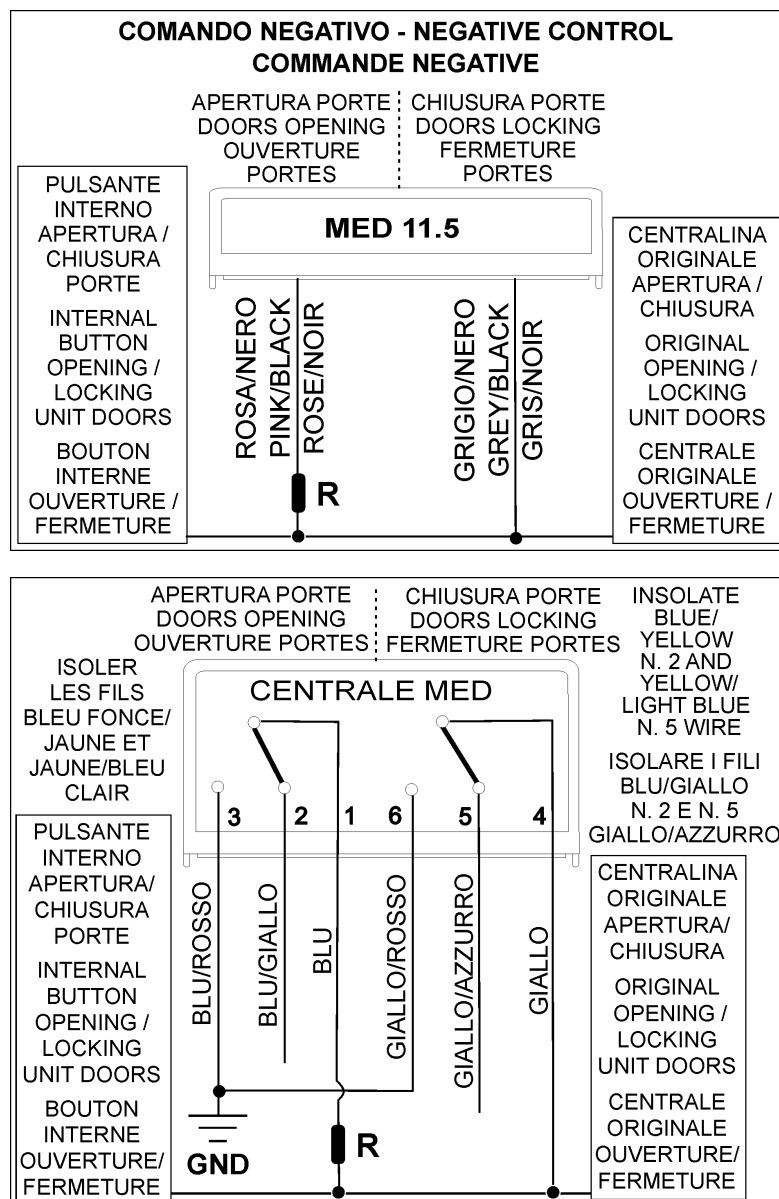 COMANDO NEGATIVO - NEGATIVE CONTROL
COMMANDE NEGATIVE
APERTURA PORTE
DOORS OPENING
OUVERTURE
PORTES
CHIUSURA PORTE
DOORS LOCKING
FERMETURE
PORTES
PULSANTE
INTERNO
APERTURA /
CHIUSURA
PORTE
INTERNAL
BUTTON
OPENING /
LOCKING
UNIT DOORS
BOUTON
INTERNE
OUVERTURE /
FERMETURE
MED 11.5
ROSA/NERO
PINK/BLACK
ROSE/NOIR
R
GRIGIO/NERO
GREY/BLACK
GRIS/NOIR
CENTRALINA
ORIGINALE
APERTURA /
CHIUSURA
ORIGINAL
OPENING /
LOCKING
UNIT DOORS
CENTRALE
ORIGINALE
OUVERTURE /
FERMETURE
APERTURA PORTE
DOORS OPENING
OUVERTURE PORTES
CHIUSURA PORTE
DOORS LOCKING
FERMETURE PORTES
INSOLATE
BLUE/
YELLOW
N. 2 AND
YELLOW/
LIGHT BLUE
N. 5 WIRE
ISOLARE I FILI
BLU/GIALLO
N. 2 E N. 5
GIALLO/AZZURRO
ISOLER
LES FILS
BLEU FONCE/
JAUNE ET
JAUNE/BLEU
CLAIR
CENTRALE MED
3 2 1 6 5 4
BLU/ROSSO
BLU/GIALLO
BLU
GIALLO/ROSSO
GIALLO/AZZURRO
GIALLO
PULSANTE
INTERNO
APERTURA/
CHIUSURA
PORTE
INTERNAL
BUTTON
OPENING /
LOCKING
UNIT DOORS
BOUTON
INTERNE
OUVERTURE/
FERMETURE
GND
R
CENTRALINA
ORIGINALE
APERTURA/
CHIUSURA
ORIGINAL
OPENING /
LOCKING
UNIT DOORS
CENTRALE
ORIGINALE
OUVERTURE/
FERMETURE